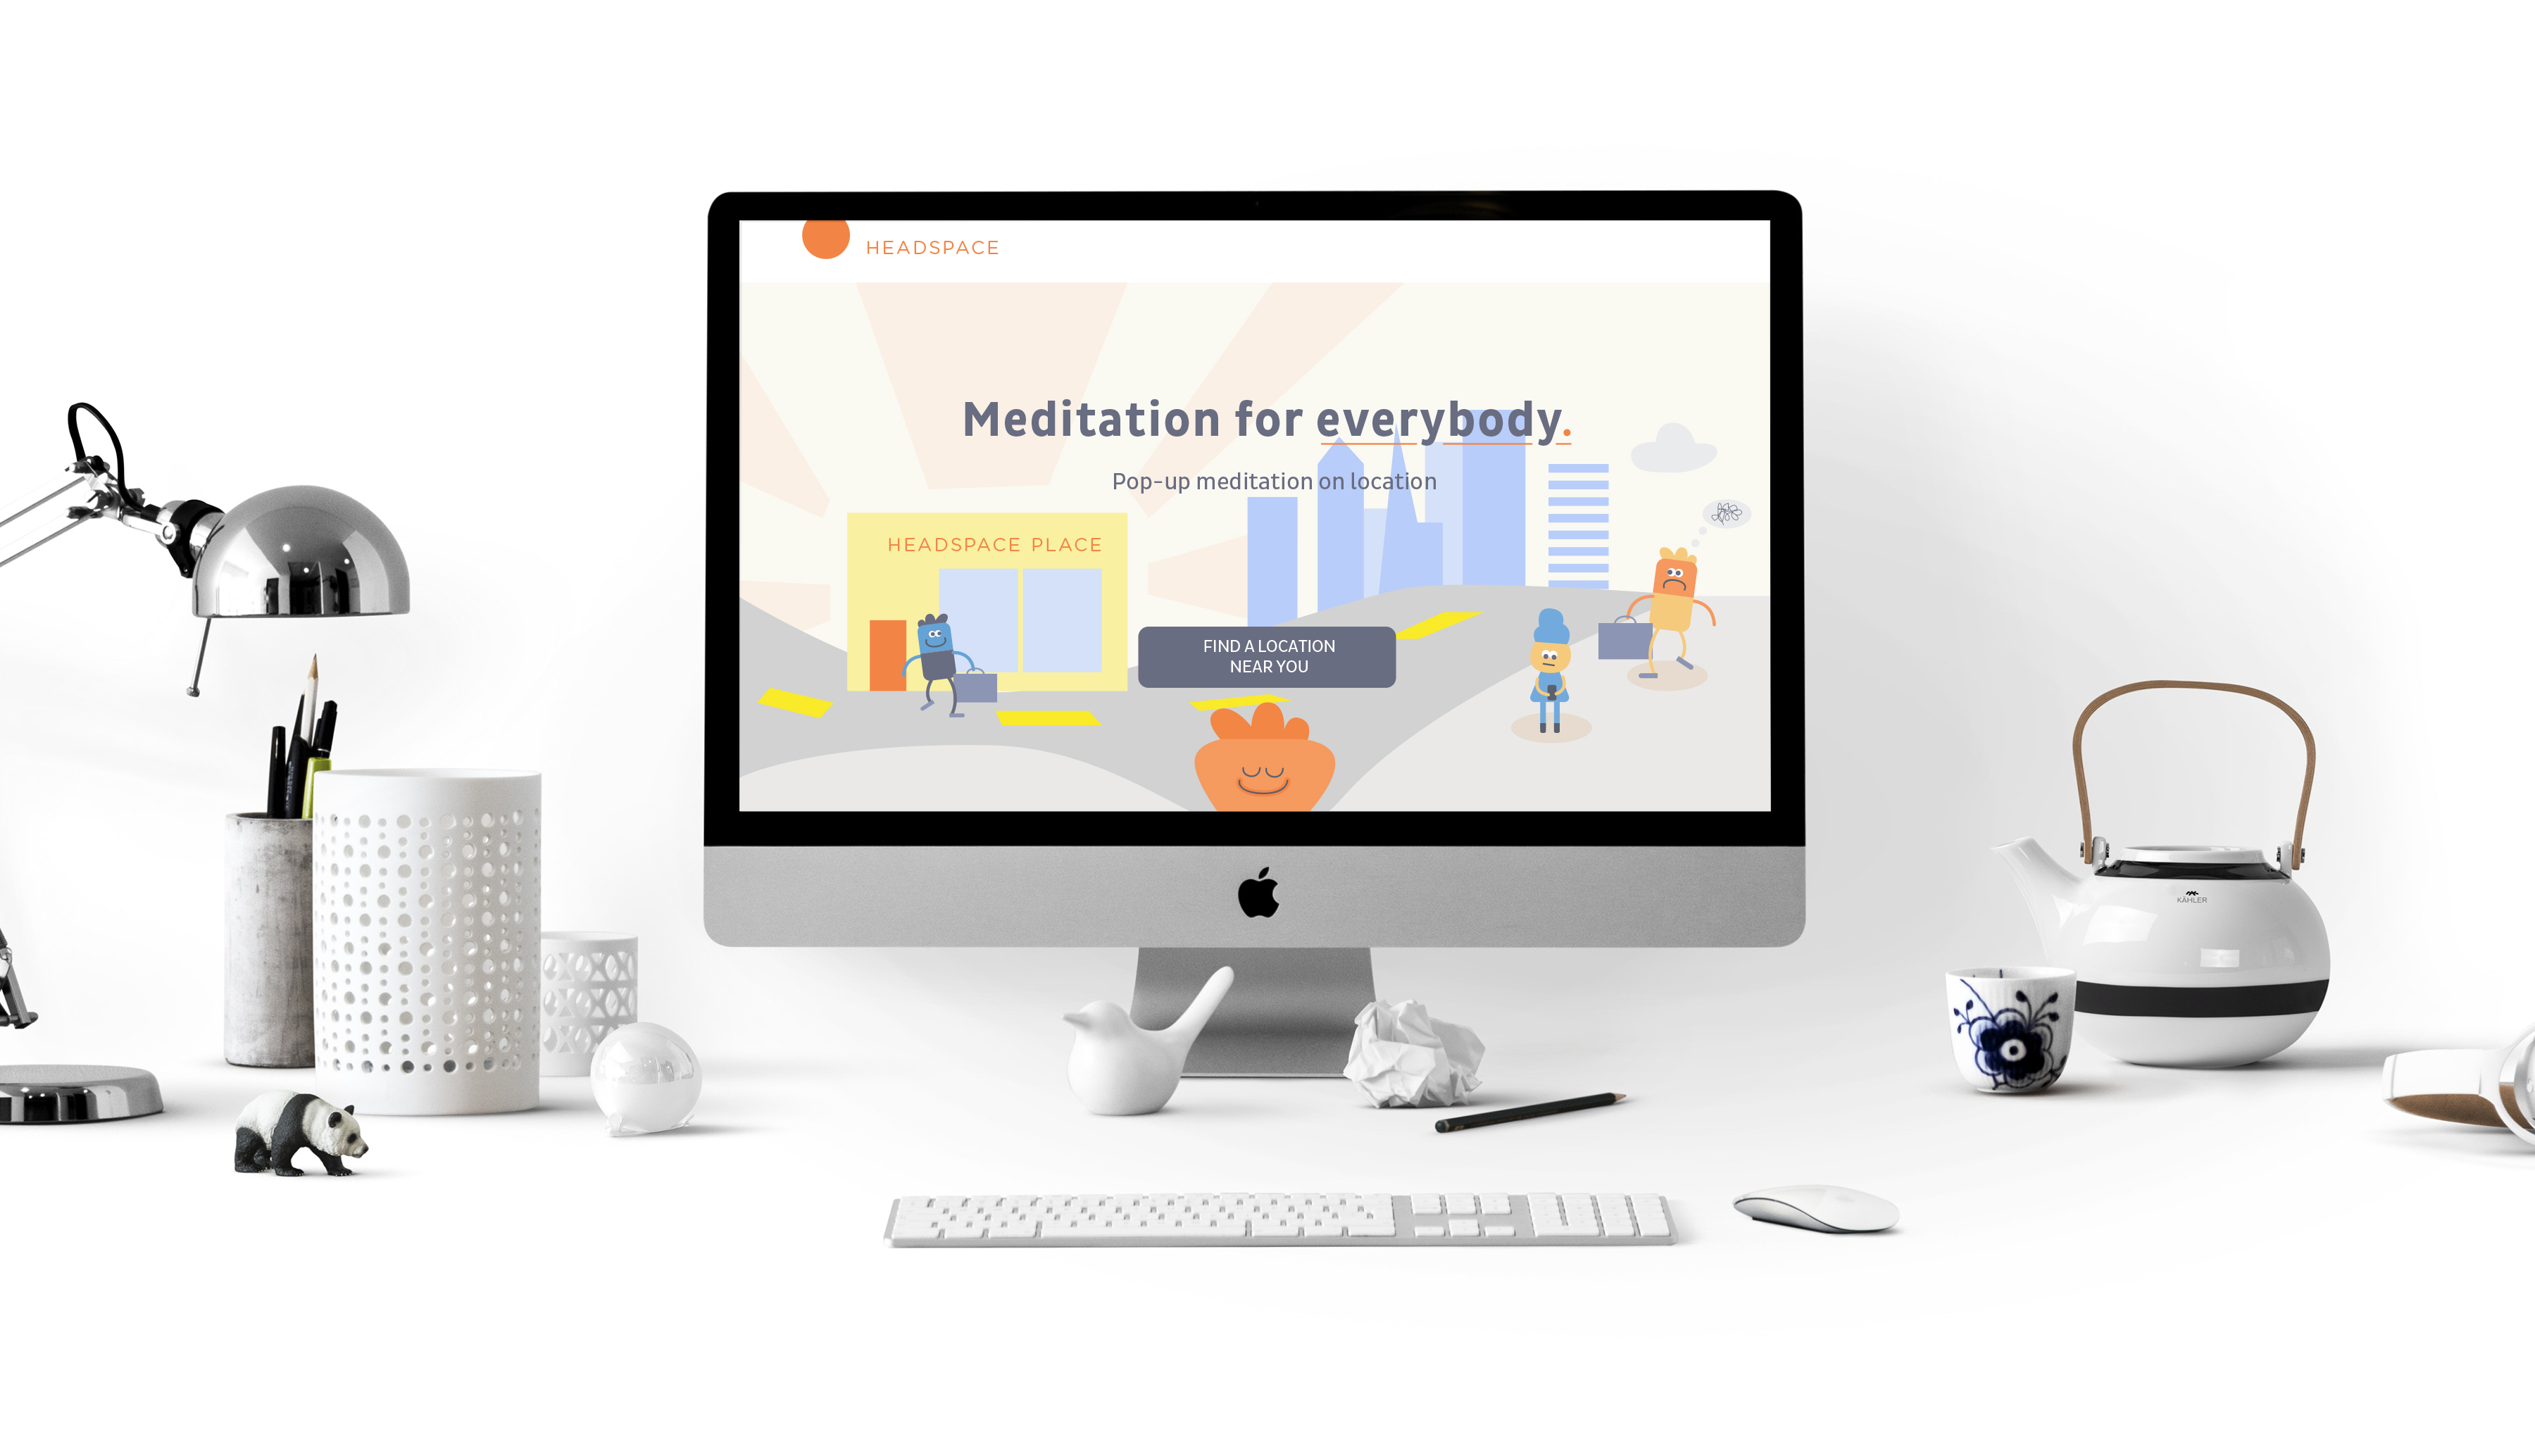 HEADSPACE
Meditation for everybody.
Pop-up meditation on location
HEADSPACE PLACE
FIND A LOCATION
NEAR YOU
KÄHLER